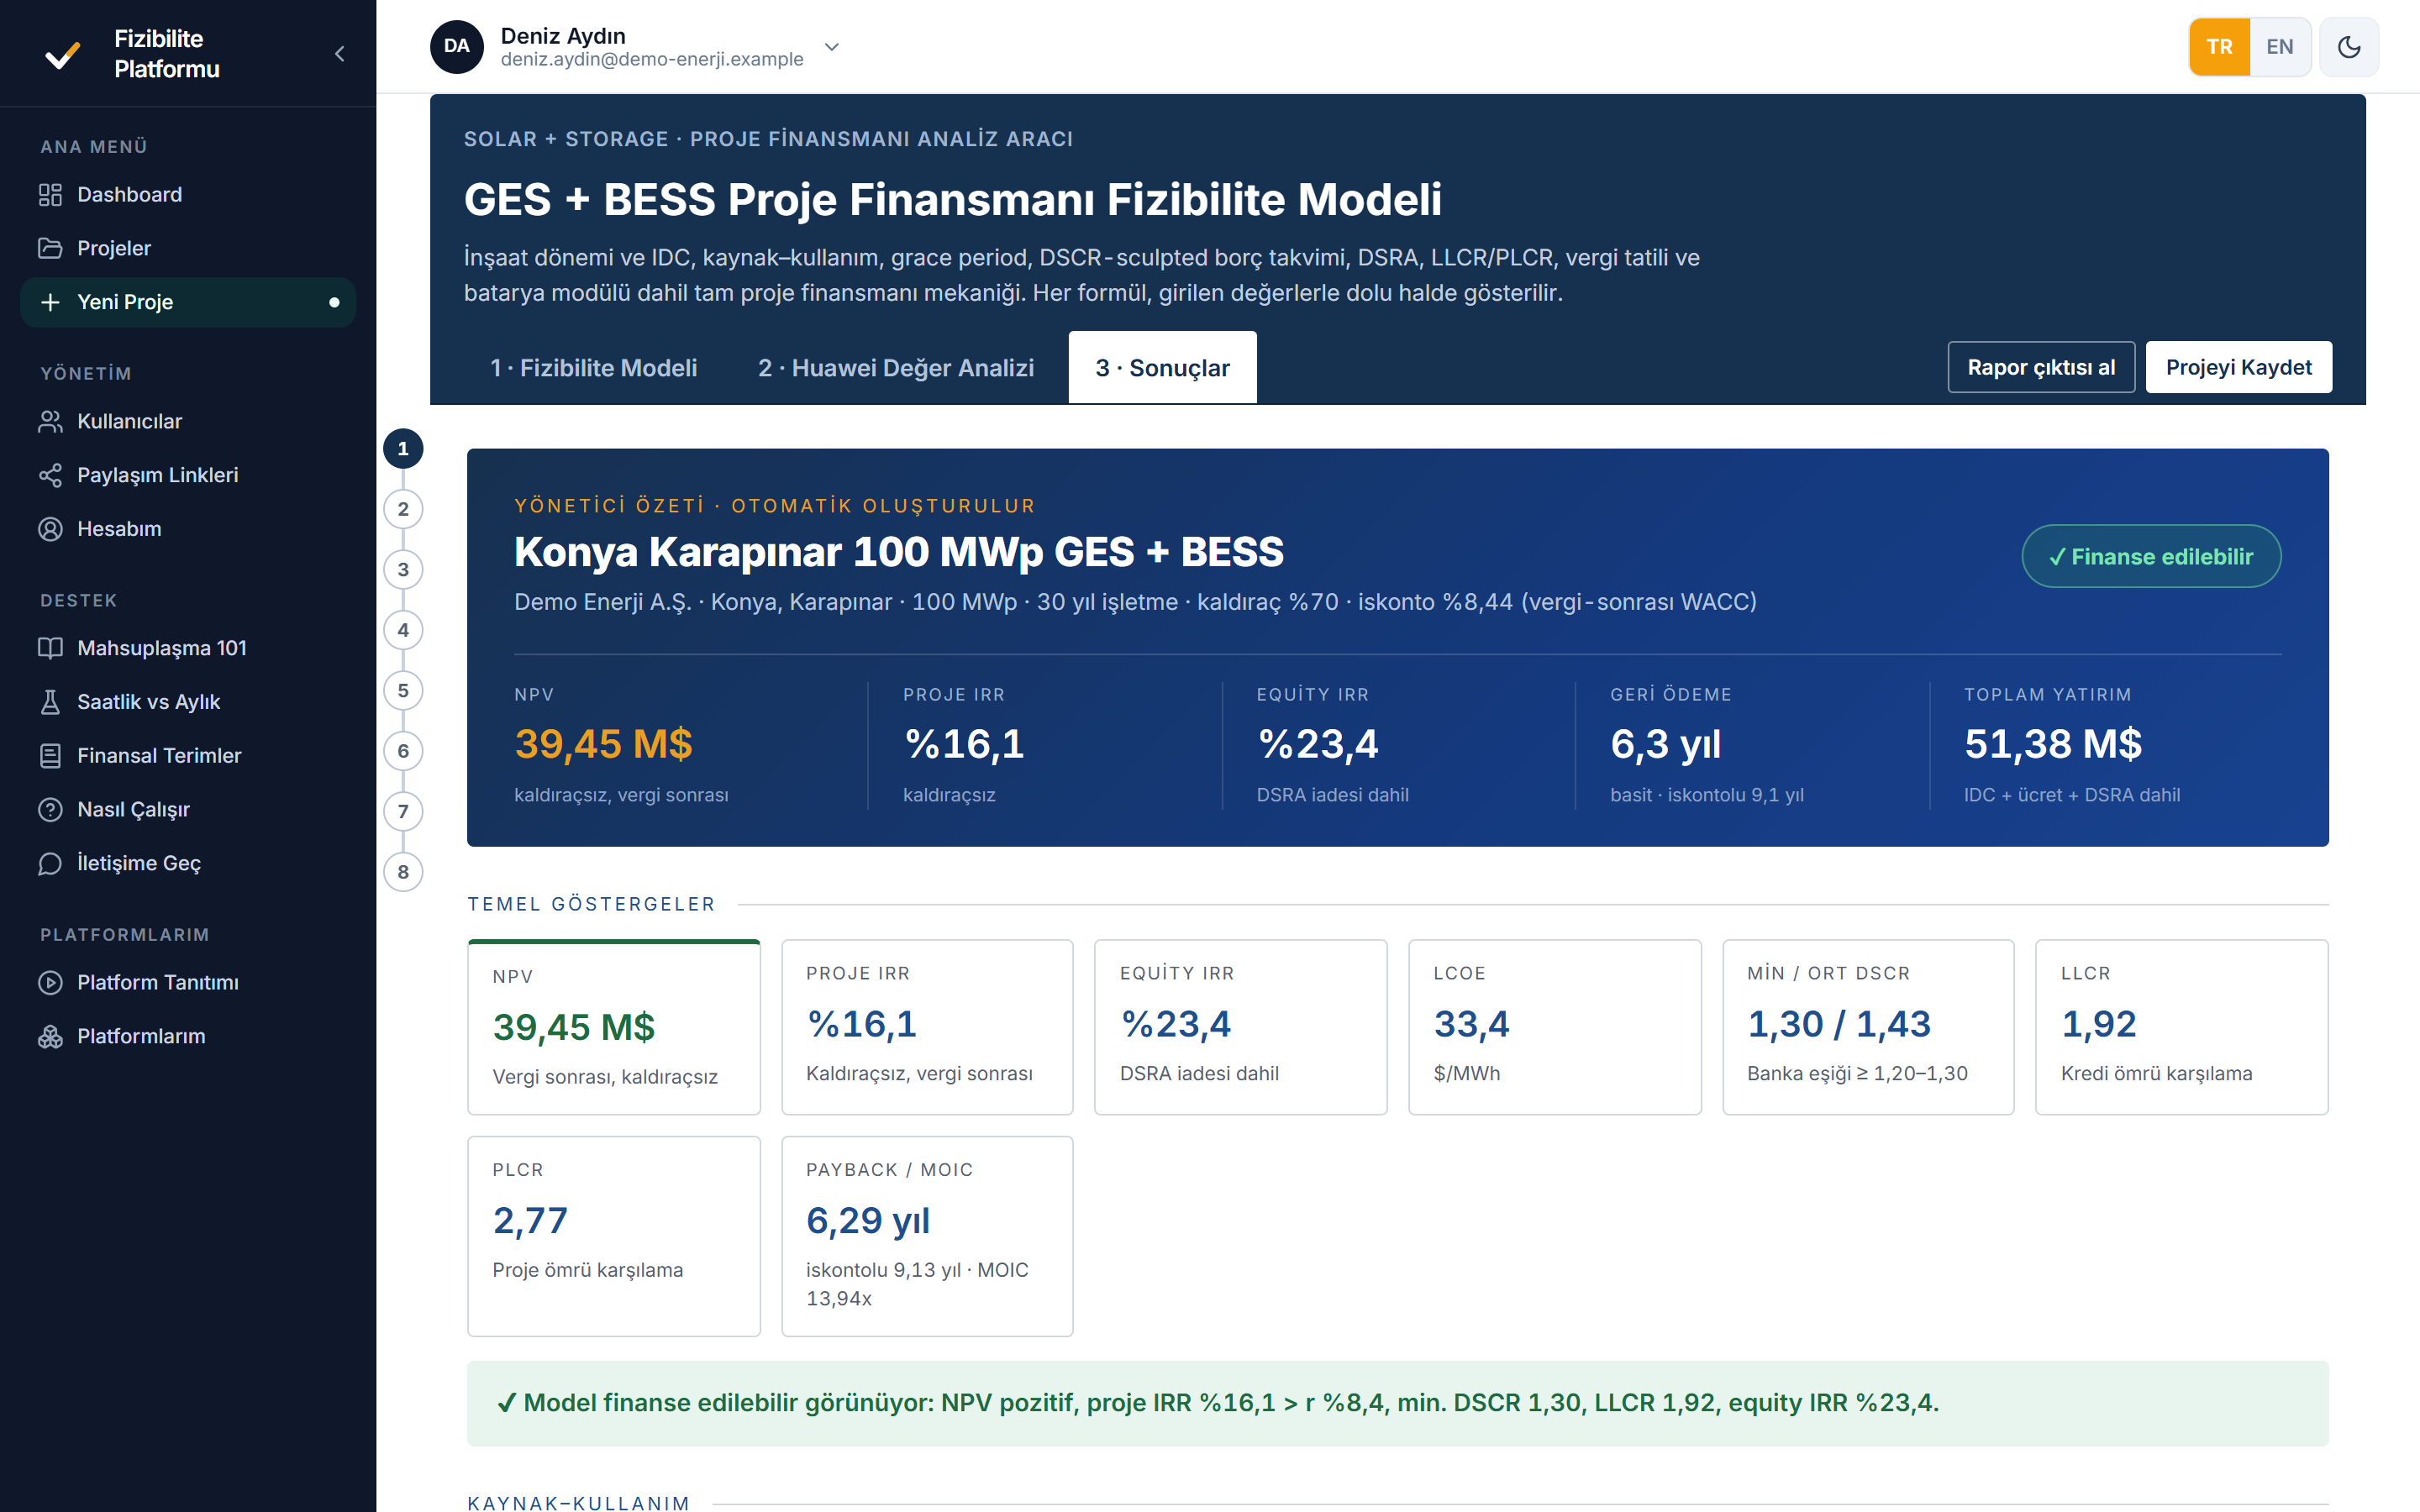 Fizibilite
Platformu
ANA MENÜ
Dashboard
Projeler
Yeni Proje
YÖNETİM
Kullanıcılar
Paylaşım Linkleri
Hesabım
DESTEK
Mahsuplaşma 101
Saatlik vs Aylık
Finansal Terimler
Nasıl Çalışır
İletişime Geç
PLATFORMLARIM
Platform Tanıtımı
Platformlarım
DA
Deniz Aydın
deniz.aydin@demo-enerji.example
TR
EN
SOLAR + STORAGE · PROJE FİNANSMANI ANALİZ ARACI
GES + BESS Proje Finansmanı Fizibilite Modeli
İnşaat dönemi ve IDC, kaynak–kullanım, grace period, DSCR-sculpted borç takvimi, DSRA, LLCR/PLCR, vergi tatili ve
batarya modülü dahil tam proje finansmanı mekaniği. Her formül, girilen değerlerle dolu halde gösterilir.
1 · Fizibilite Modeli
2 · Huawei Değer Analizi
3 · Sonuçlar
Rapor çıktısı al
Projeyi Kaydet
1
2
3
4
5
6
7
8
YÖNETİCİ ÖZETİ · OTOMATİK OLUŞTURULUR
Konya Karapınar 100 MWp GES + BESS
Demo Enerji A.Ş. · Konya, Karapınar · 100 MWp · 30 yıl işletme · kaldıraç %70 · iskonto %8,44 (vergi-sonrası WACC)
✓ Finanse edilebilir
NPV
39,45 M$
kaldıraçsız, vergi sonrası
PROJE IRR
%16,1
kaldıraçsız
EQUİTY IRR
%23,4
DSRA iadesi dahil
GERİ ÖDEME
6,3 yıl
basit · iskontolu 9,1 yıl
TOPLAM YATIRIM
51,38 M$
IDC + ücret + DSRA dahil
TEMEL GÖSTERGELER
NPV
39,45 M$
Vergi sonrası, kaldıraçsız
PROJE IRR
%16,1
Kaldıraçsız, vergi sonrası
EQUİTY IRR
%23,4
DSRA iadesi dahil
LCOE
33,4
$/MWh
MİN / ORT DSCR
1,30 / 1,43
Banka eşiği ≥ 1,20–1,30
LLCR
1,92
Kredi ömrü karşılama
PLCR
2,77
Proje ömrü karşılama
PAYBACK / MOIC
6,29 yıl
iskontolu 9,13 yıl · MOIC
13,94x
✓ Model finanse edilebilir görünüyor: NPV pozitif, proje IRR %16,1 > r %8,4, min. DSCR 1,30, LLCR 1,92, equity IRR %23,4.
KAYNAK–KULLANIM